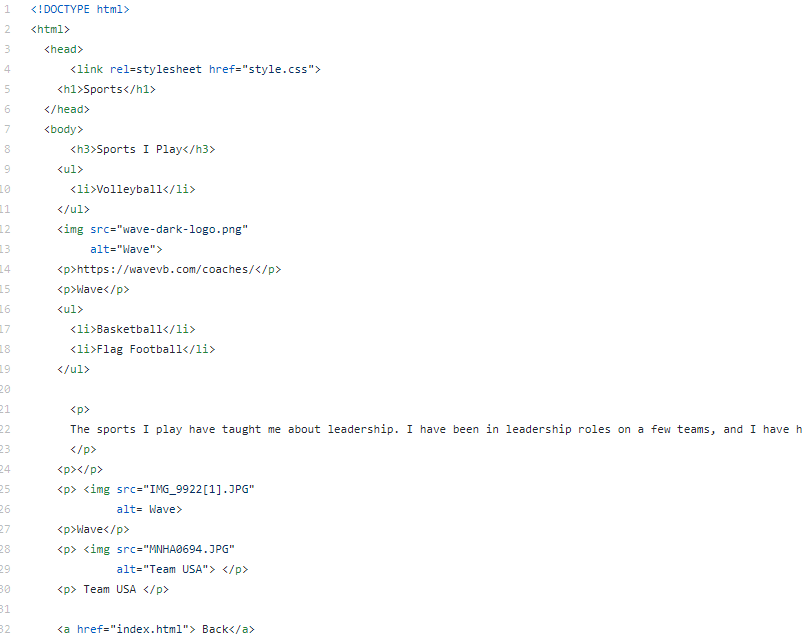 1 <!DOCTYPE html>
2 <html>
3 <head>
4 <link rel=stylesheet href="style.css">
5 <h1>Sports</h1>
6 </head>
7 <body>
8 <h3>Sports I Play</h3>
9 <ul>
10 <li>Volleyball</li>
11 </ul>
12 <img src="wave-dark-logo.png"
13 alt="Wave">
14 <p>https://wavevb.com/coaches/</p>
15 <p>Wave</p>
16 <ul>
17 <li>Basketball</li>
18 <li>Flag Football</li>
19 </ul>
20
21 <p>
22 The sports I play have taught me about leadership. I have been in leadership roles on a few teams, and I have h
23 </p>
24 <p></p>
25 <p> <img src="IMG_9922[1].JPG"
26 alt= Wave>
27 <p>Wave</p>
28 <p> <img src="MNHA0694.JPG"
29 alt="Team USA"> </p>
30 <p> Team USA </p>
31
32 <a href="index.html"> Back</a>